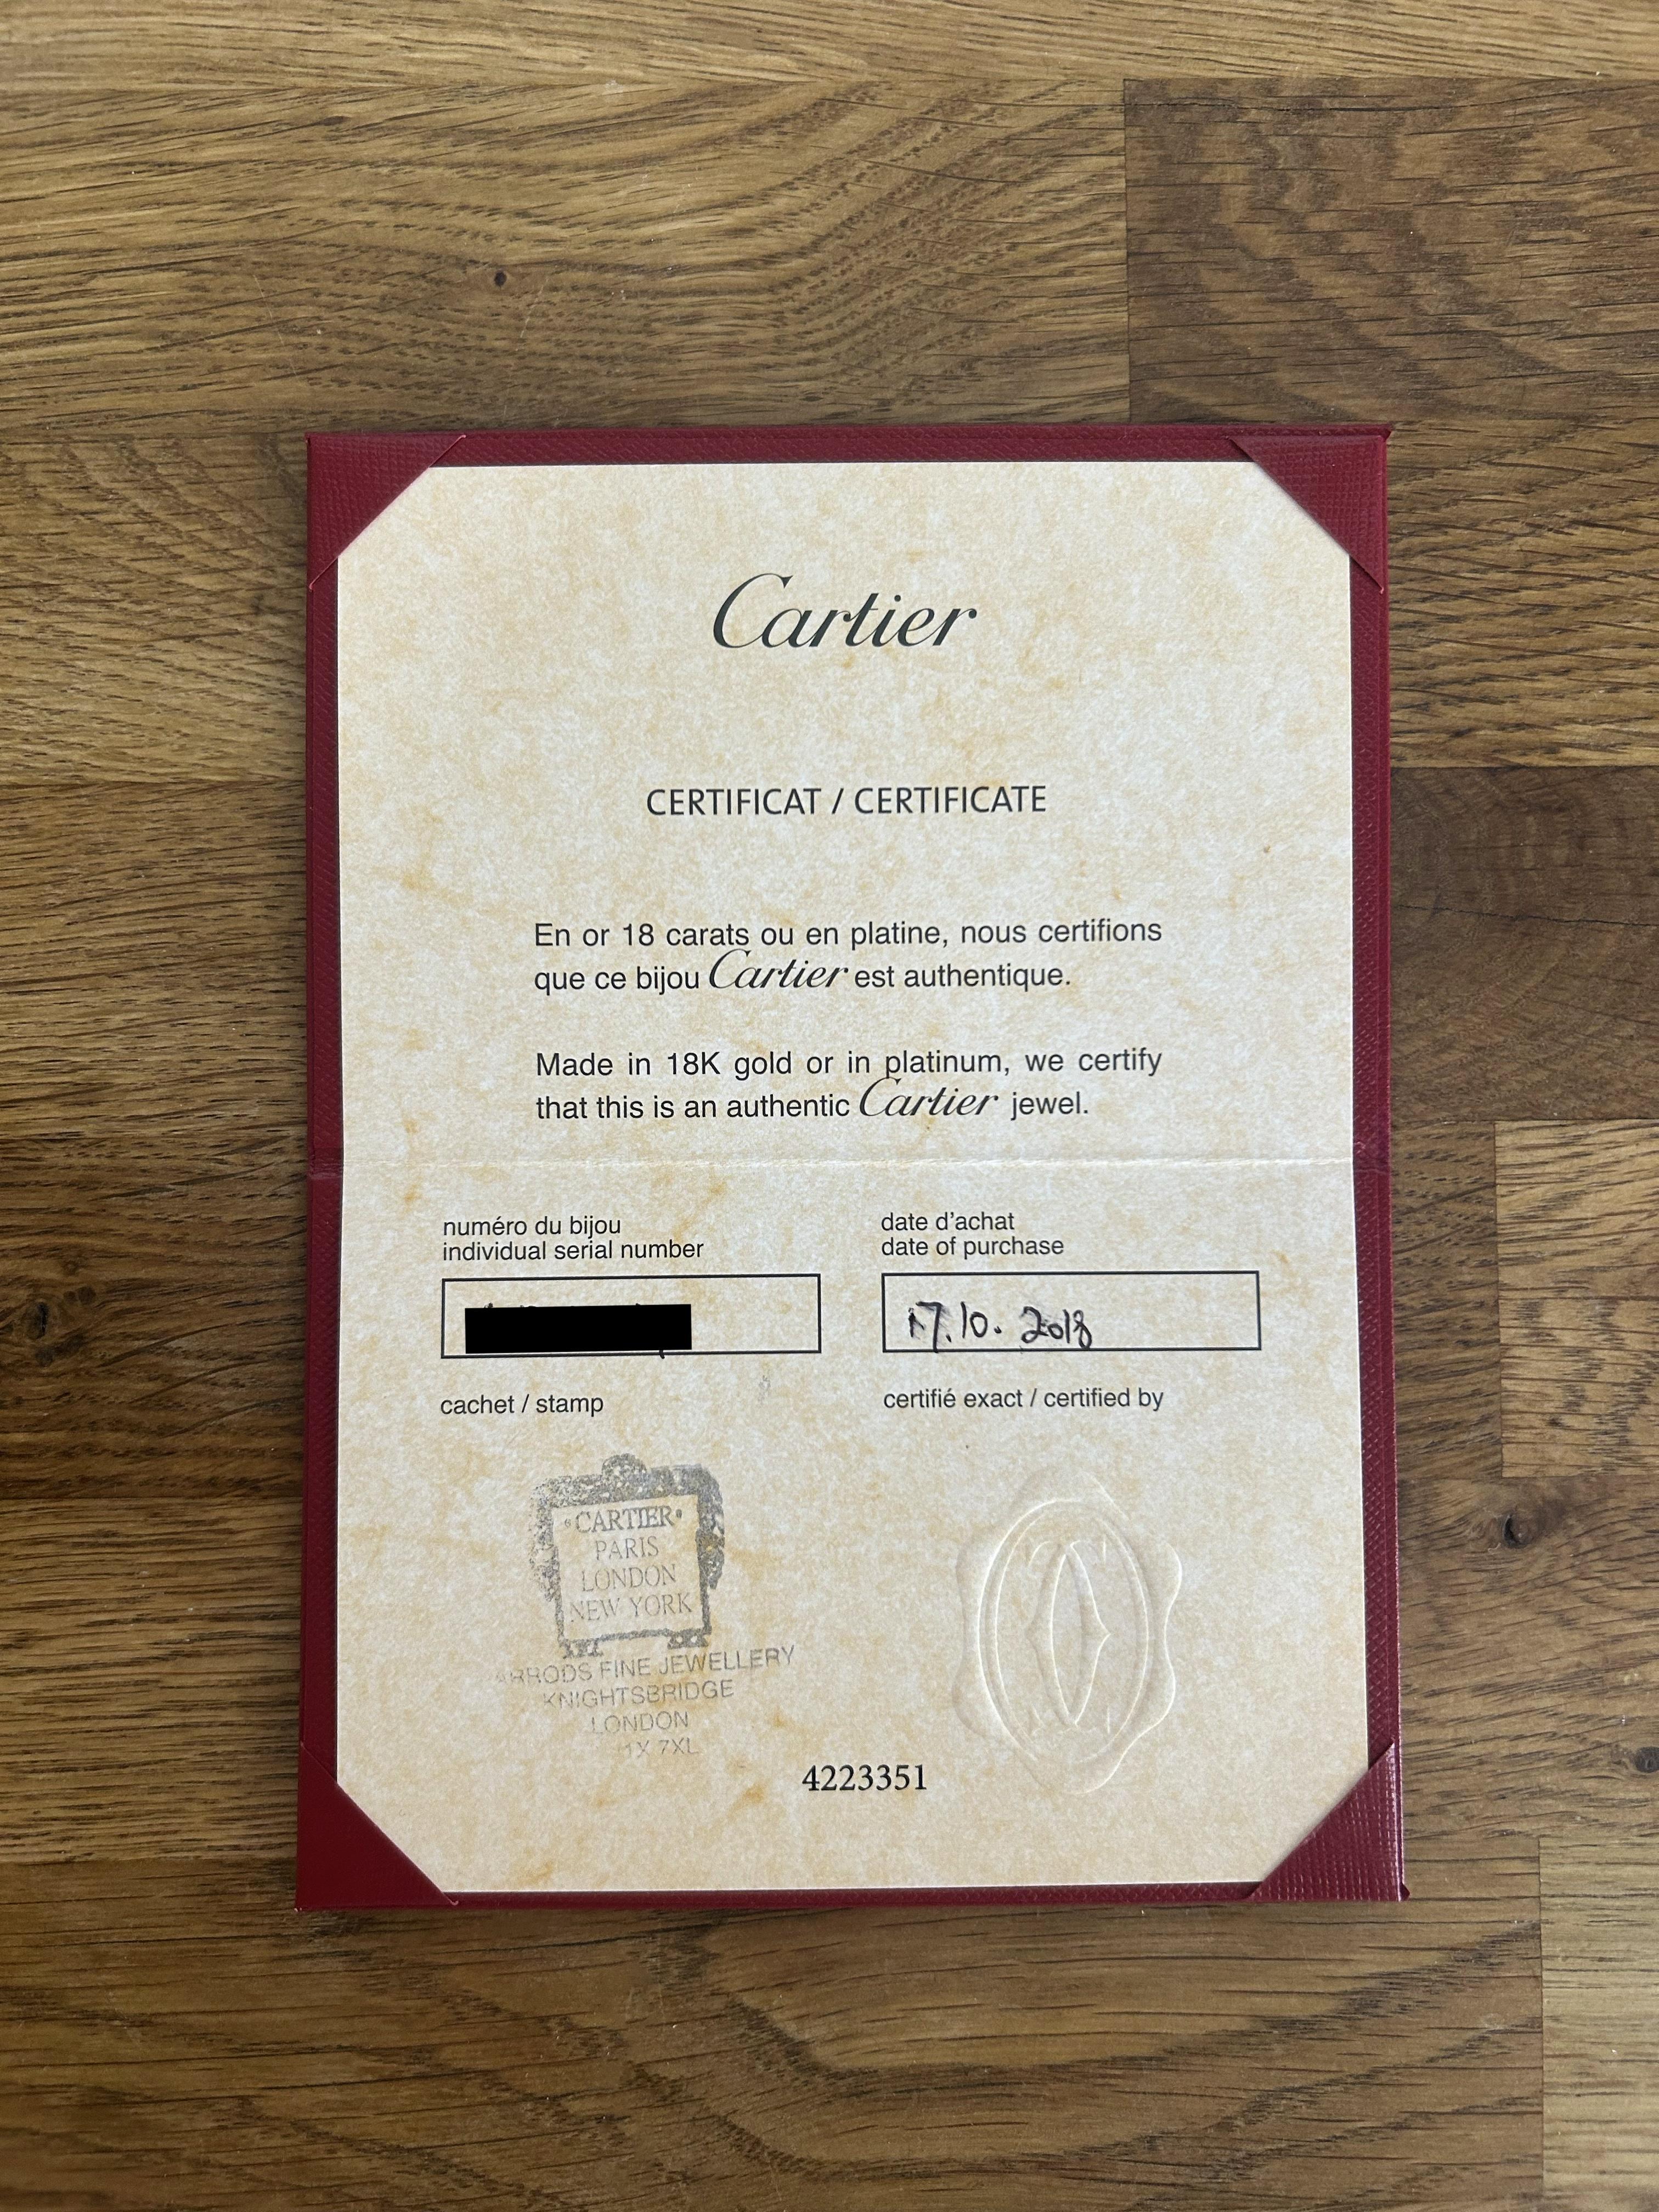 Cartier
CERTIFICAT / CERTIFICATE
En or 18 carats ou en platine, nous certifions
que ce bijou Cartier est authentique.
Made in 18K gold or in platinum, we certify
that this is an authentic Cartier jewel.
numéro du bijou
individual serial number
date d'achat
date of purchase
17.10. 2018
cachet / stamp
certifié exact / certified by
CARTIER
PARIS
LONDON
NEW YORK
FINE JEWELLERY
KNIGHTSBRIDGE
LONDON
7XL
4223351